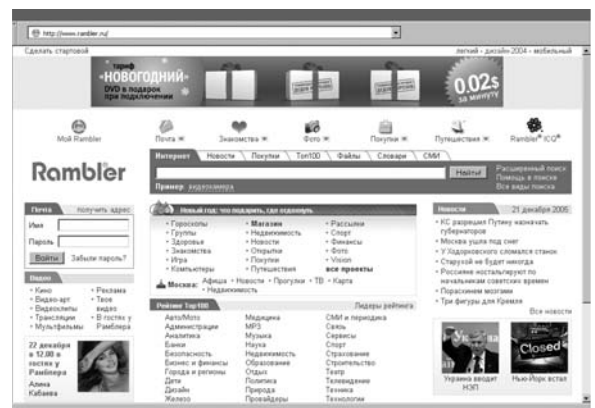 http://www.rambler.ru/
Сделать стартовой
легкий - дизайн-2004 - мобильный
тариф
«НОВОГОДНИЙ»
DVD в подарок
при подключении
0.02$
за минуту
Мой Rambler
Почта
Знакомства
Фото
Покупки
Путешествия
Rambler® ICQ®
Rambler
Интернет
Новости
Покупки
Топ100
Файлы
Словари
СМИ
Найти!
Расширенный поиск
Помощь в поиске
Все виды поиска
Пример: видеокамера
Почта
получить адрес
Имя
Пароль
Войти
Забыли пароль?
Видео
• Кино
• Видео-арт
• Видеоклипы
• Трансляции
• Мультфильмы
• Реклама
• Твое
видео
• В гостях у
Рамблера
22 декабря
в 12.00 в
гостях у
Рамблера
Алина
Кабаева
Новый год: что подарить, где отдохнуть
• Гороскопы
• Группы
• Здоровье
• Знакомства
• Игра
• Компьютеры
• Магазин
• Недвижимость
• Новости
• Открытки
• Покупки
• Путешествия
• Рассылки
• Спорт
• Финансы
• Фото
• Vision
все проекты
Москва: Афиша • Новости • Прогулки • ТВ • Карта
• Недвижимость
Рейтинг Top100
Лидеры рейтинга
Авто/Мото
Администрации
Аналитика
Банки
Безопасность
Бизнес и финансы
Города и регионы
Дети
Дизайн
Железо
Медицина
MP3
Музыка
Наука
Недвижимость
Образование
Отдых
Политика
Природа
Провайдеры
СМИ и периодика
Связь
Сервисы
Спорт
Страхование
Строительство
Театр
Телевидение
Техника
Технологии
Новости
21 декабря 2005
• КС разрешил Путину назначать
губернаторов
• Москва ушла под снег
• У Ходорковского сломался станок
• Старухой не будет никогда
• Россияне ностальгируют по
начальникам советских времен
• Порасхинем мозгами
• Три фигуры для Кремля
Все новости
Closed
Украина вводит
НЭП
Нью-Йорк встал